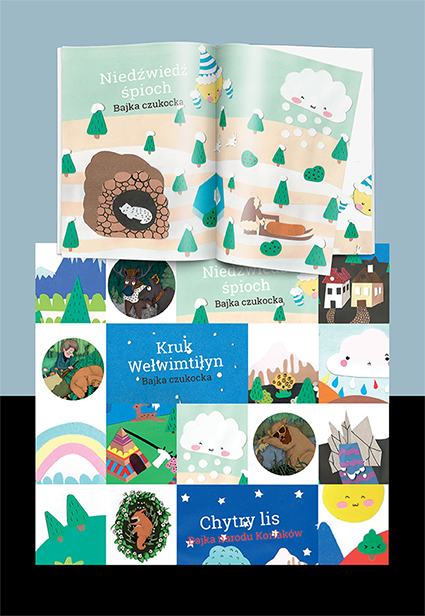 Niedźwiedź
śpioch
Bajka czukocka
Niedźwiedź
śpioch
Bajka czukocka
Kruk
Wełwimtiłyn
Bajka czukocka
Chytry lis
Bajka narodu Koriaków